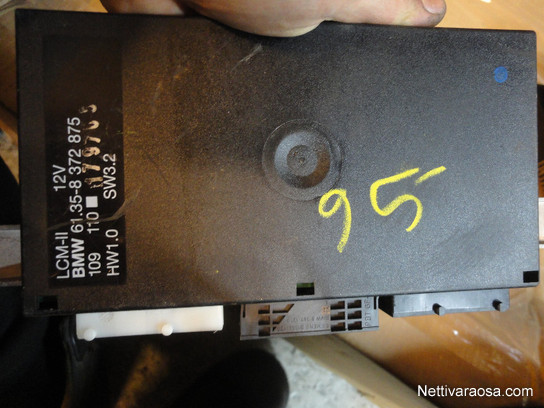 LCM-II 12V
BMW 61.35-8 372 875
109 110
HW1.0 SW3.2
95-
Nettivaraosa.com